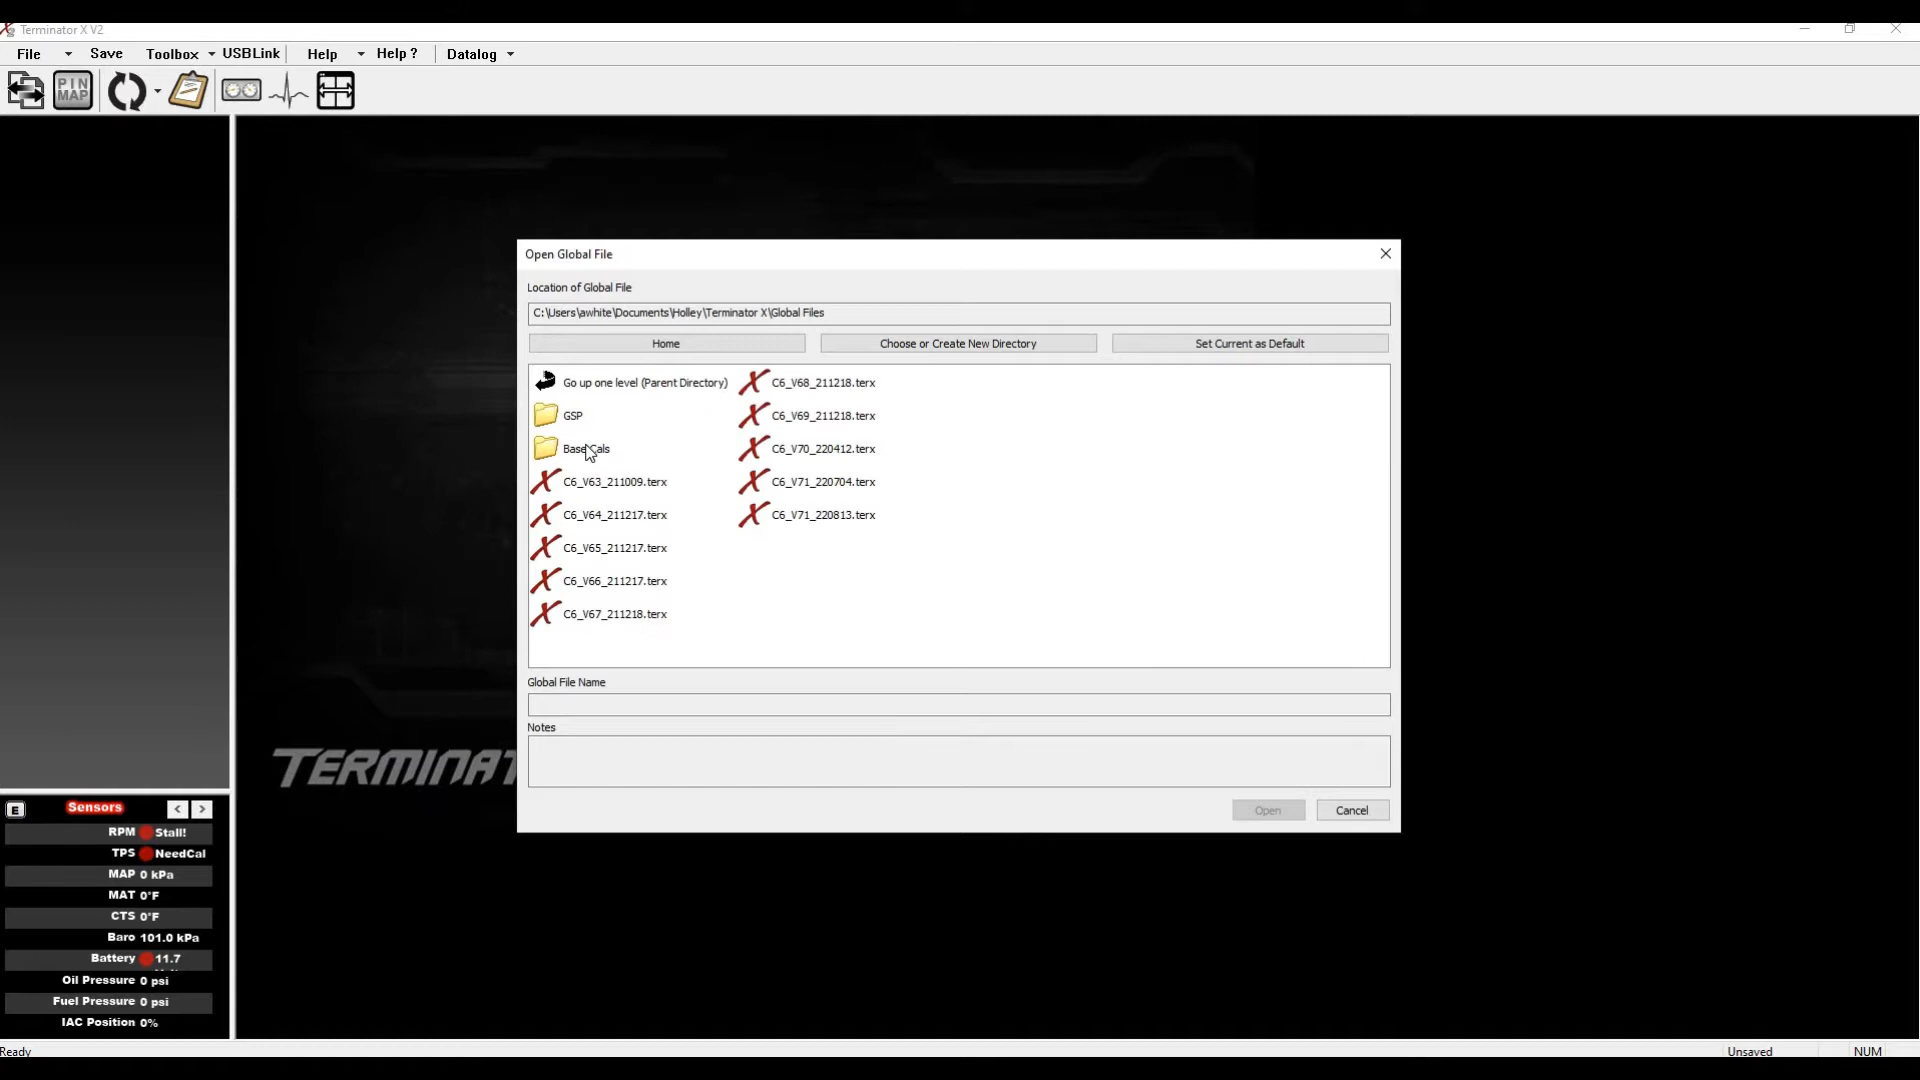 Terminator X V2
File Save Toolbox USBLink Help Help ? Datalog
PIN
MAP
Open Global File
Location of Global File
C:\Users\awhite\Documents\Holley\Terminator X\Global Files
Home Choose or Create New Directory Set Current as Default
Go up one level (Parent Directory) C6_V68_211218.terx
GSP C6_V69_211218.terx
Base Cals C6_V70_220412.terx
C6_V63_211009.terx C6_V71_220704.terx
C6_V64_211217.terx C6_V71_220813.terx
C6_V65_211217.terx
C6_V66_211217.terx
C6_V67_211218.terx
Global File Name
Notes
Open Cancel
TERMINAT
E Sensors < >
RPM Stall!
TPS NeedCal
MAP 0 kPa
MAT 0°F
CTS 0°F
Baro 101.0 kPa
Battery 11.7
Oil Pressure 0 psi
Fuel Pressure 0 psi
IAC Position 0%
Ready Unsaved NUM